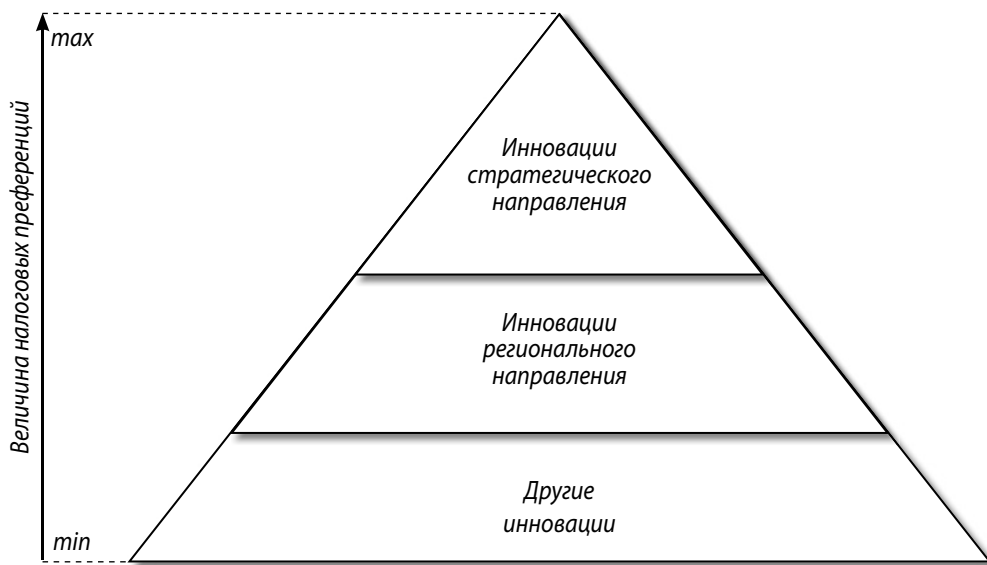 max
Величина налоговых преференций
Инновации
стратегического
направления
Инновации
регионального
направления
Другие
инновации
min